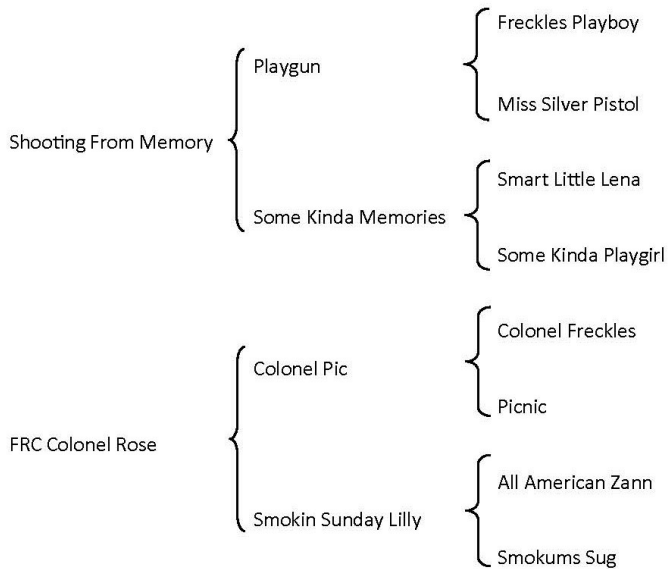 Freckles Playboy
Playgun
Miss Silver Pistol
Shooting From Memory
Smart Little Lena
Some Kinda Memories
Some Kinda Playgirl
Colonel Freckles
Colonel Pic
Picnic
FRC Colonel Rose
All American Zann
Smokin Sunday Lilly
Smokums Sug